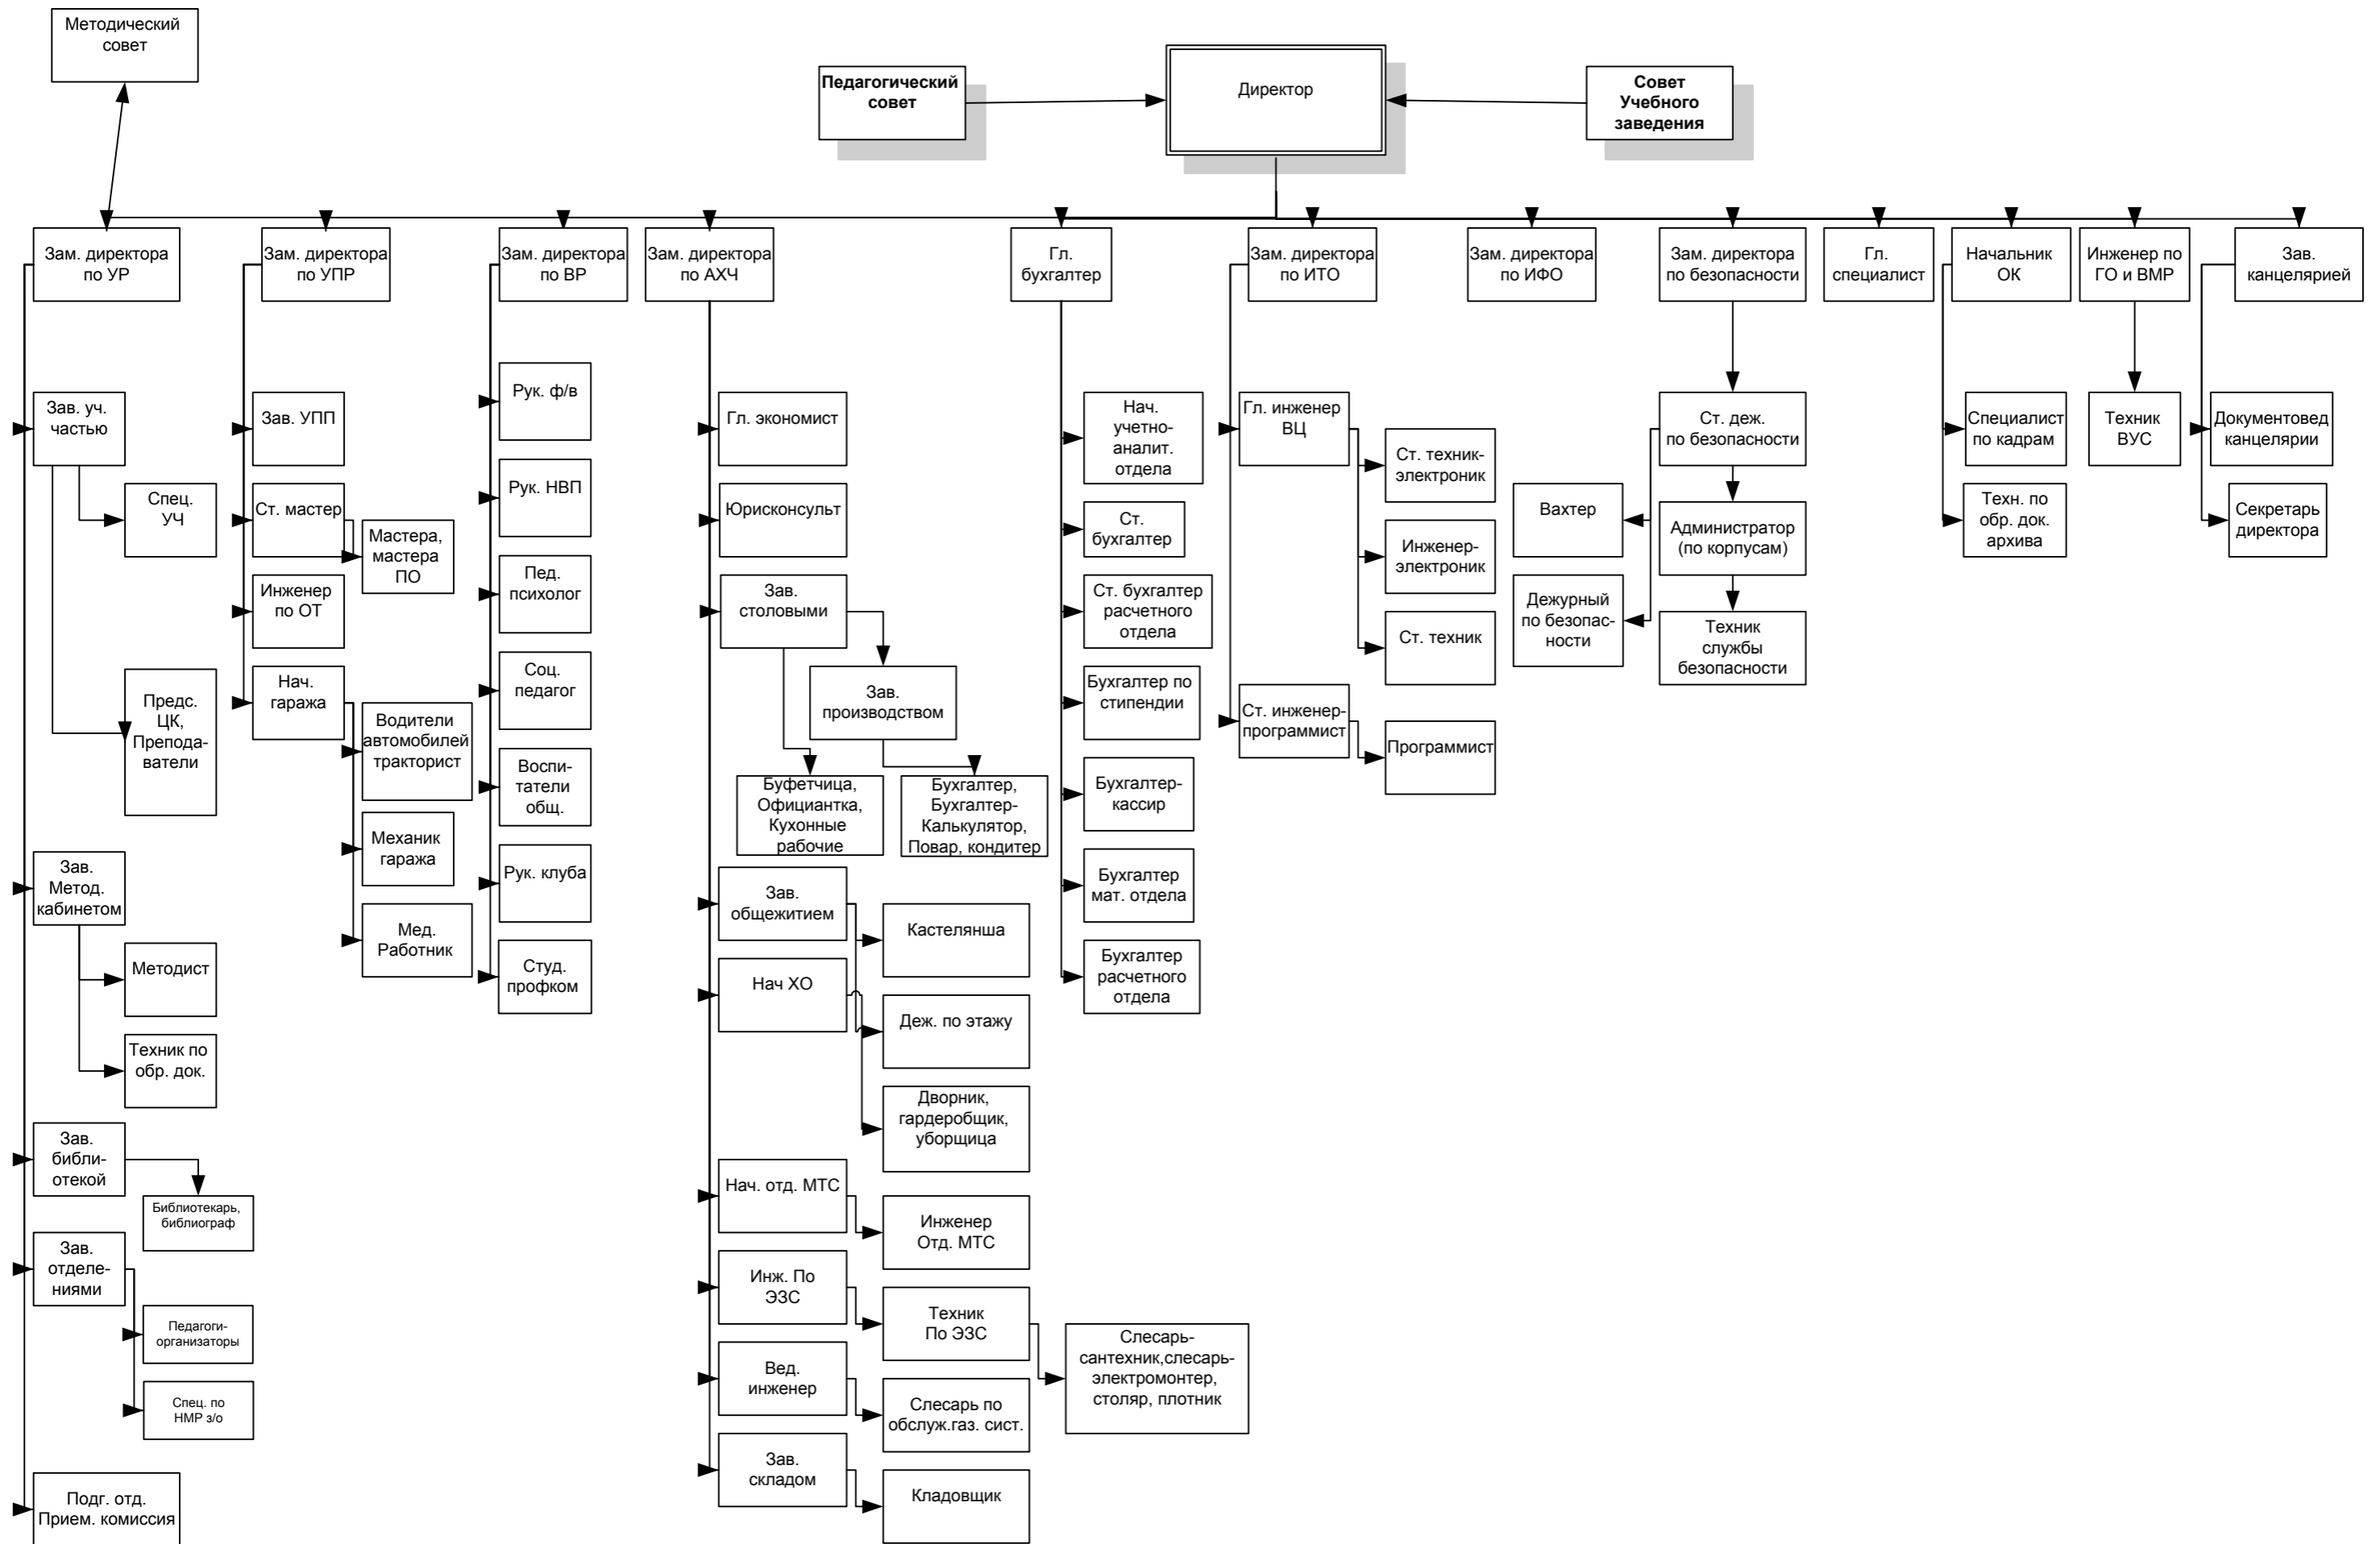 Методический
совет
Педагогический
совет
Директор
Совет
Учебного
заведения
Зам. директора
по УР
Зам. директора
по УПР
Зам. директора
по ВР
Зам. директора
по АХЧ
Гл.
бухгалтер
Зам. директора
по ИТО
Зам. директора
по ИФО
Зам. директора
по безопасности
Гл.
специалист
Начальник
ОК
Инженер по
ГО и ВМР
Зав.
канцелярией
Зав. уч.
частью
Спец.
УЧ
Предс.
ЦК,
Препода-
ватели
Зав.
Метод.
кабинетом
Методист
Техник по
обр. док.
Зав.
библи-
отекой
Библиотекарь,
библиограф
Зав.
отделе-
ниями
Педагоги-
организаторы
Спец. по
НМР з/о
Подг. отд.
Прием. комиссия
Зав. УПП
Ст. мастер
Мастера,
мастера
ПО
Инженер
по ОТ
Нач.
гаража
Водители
автомобилей
тракторист
Механик
гаража
Мед.
Работник
Рук. ф/в
Рук. НВП
Пед.
психолог
Соц.
педагог
Воспи-
татели
общ.
Рук. клуба
Студ.
профком
Гл. экономист
Юрисконсульт
Зав.
столовыми
Зав.
производством
Буфетчица,
Официантка,
Кухонные
рабочие
Бухгалтер,
Бухгалтер-
Калькулятор,
Повар, кондитер
Зав.
общежитием
Кастелянша
Нач ХО
Деж. по этажу
Дворник,
гардеробщик,
уборщица
Нач. отд. МТС
Инженер
Отд. МТС
Инж. По
ЭЗС
Техник
По ЭЗС
Слесарь-
сантехник,слесарь-
электромонтер,
столяр, плотник
Вед.
инженер
Слесарь по
обслуж.газ. сист.
Зав.
складом
Кладовщик
Нач.
учетно-
аналит.
отдела
Ст.
бухгалтер
Ст. бухгалтер
расчетного
отдела
Бухгалтер по
стипендии
Бухгалтер-
кассир
Бухгалтер
мат. отдела
Бухгалтер
расчетного
отдела
Гл. инженер
ВЦ
Ст. техник-
электроник
Инженер-
электроник
Ст. техник
Ст. инженер-
программист
Программист
Ст. деж.
по безопасности
Вахтер
Администратор
(по корпусам)
Дежурный
по безопас-
ности
Техник
службы
безопасности
Специалист
по кадрам
Техн. по
обр. док.
архива
Техник
ВУС
Документовед
канцелярии
Секретарь
директора